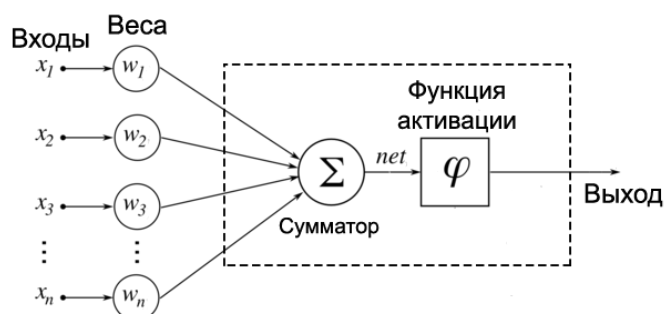 Входы
Веса
x1
w1
x2
w2
x3
w3
xn
wn
Σ
Сумматор
net
Функция
активации
φ
Выход